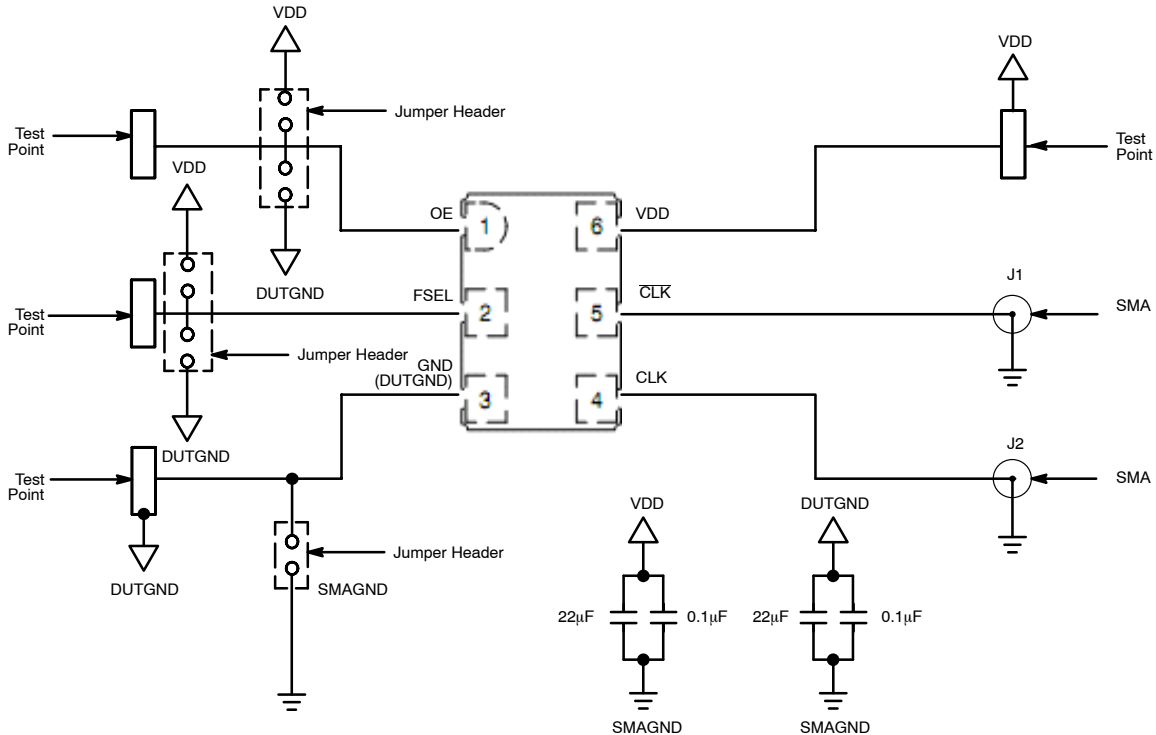 VDD
Jumper Header
Test
Point
VDD
DUTGND
OE
1
6
VDD
VDD
Test
Point
Test
Point
FSEL
2
5
CLK
J1
SMA
Jumper Header
DUTGND
GND
(DUTGND)
3
4
CLK
Test
Point
DUTGND
Jumper Header
SMAGND
J2
SMA
VDD
22μF
0.1μF
SMAGND
DUTGND
22μF
0.1μF
SMAGND